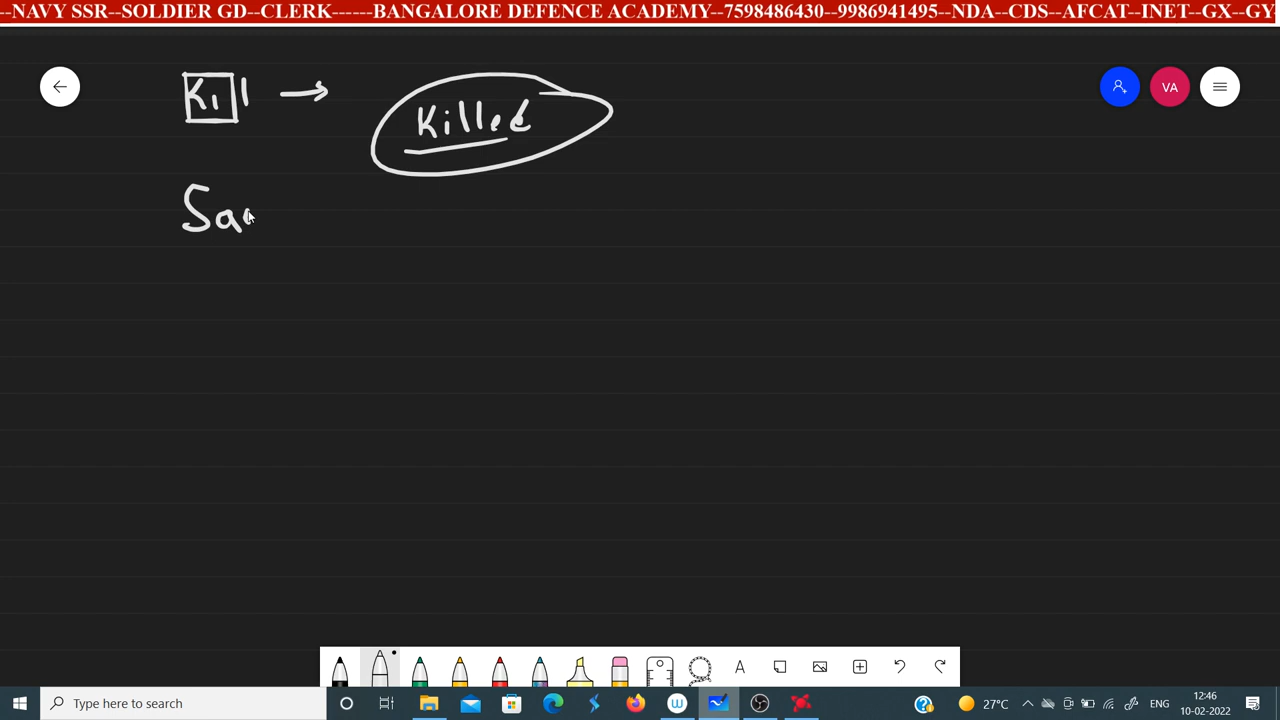 --NAVY SSR--SOLDIER GD--CLERK------BANGALORE DEFENCE ACADEMY--7598486430--9986941495--NDA--CDS--AFCAT--INET--GX--GY
VA
Kil → Killed
Sa
A
Type here to search
27°C
ENG
12:46
10-02-2022